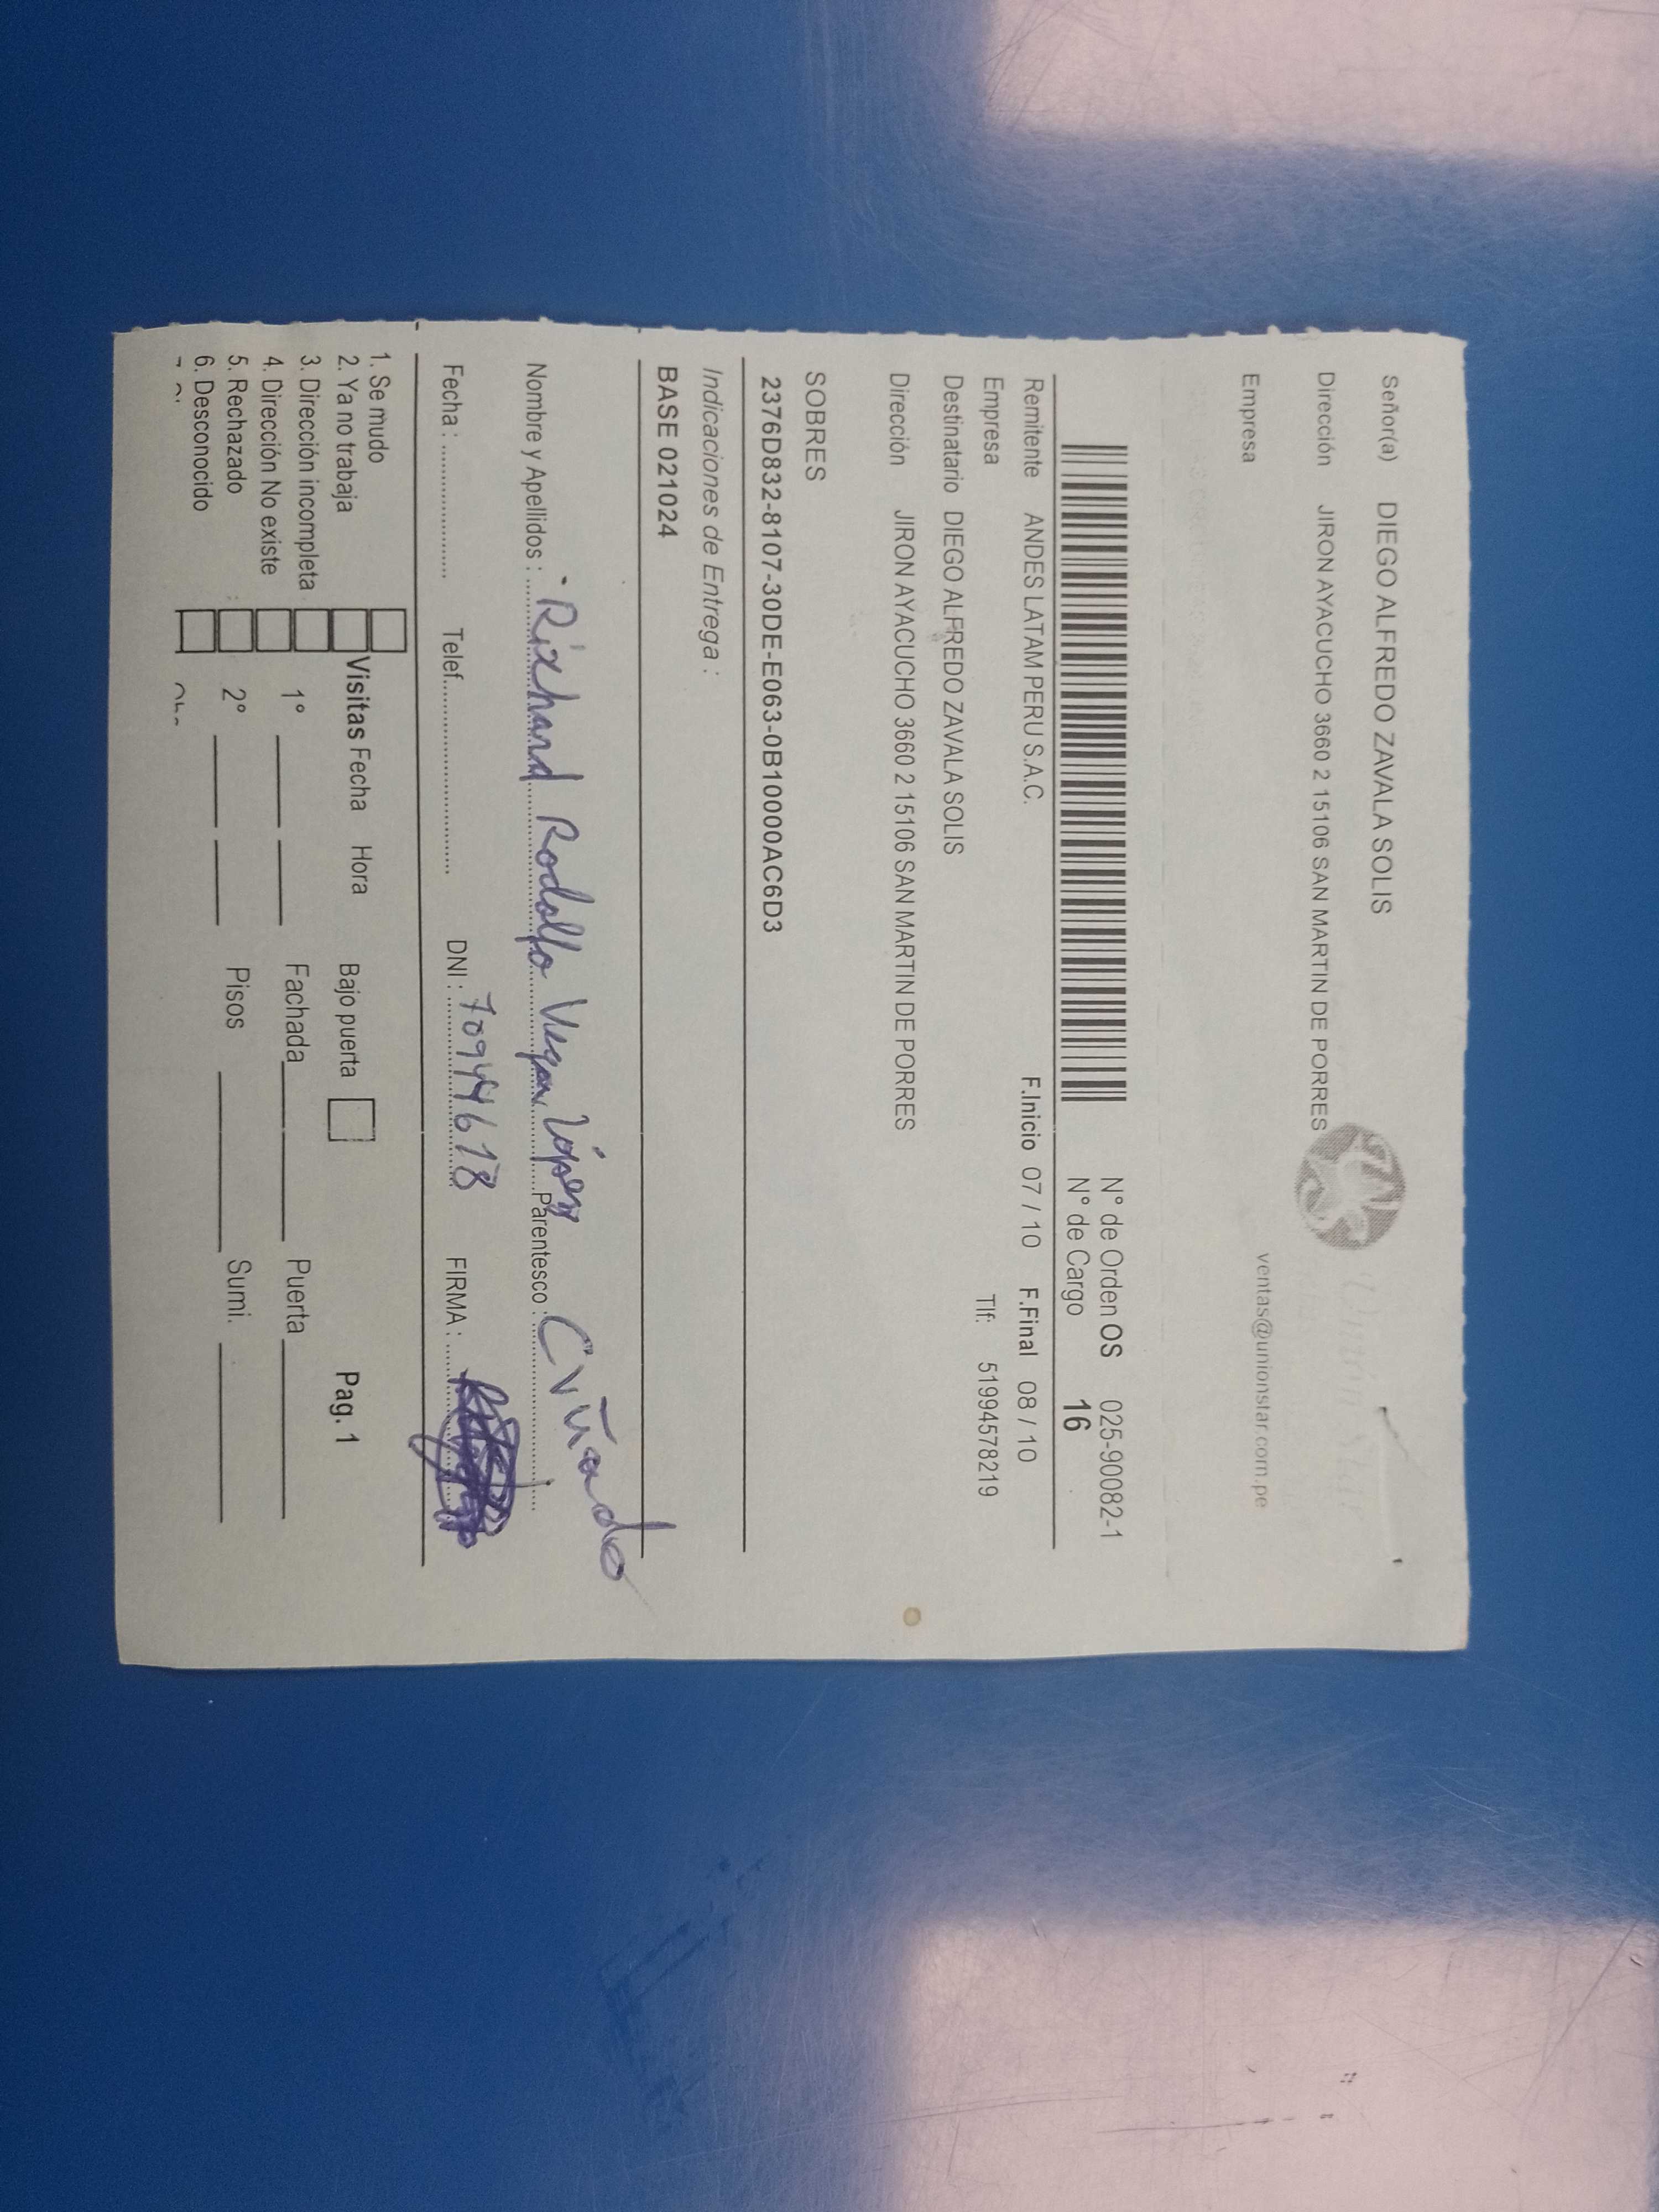 Señor(a) DIEGO ALFREDO ZAVALA SOLIS
Dirección JIRON AYACUCHO 3660 2 15106 SAN MARTIN DE PORRES
Empresa ventas@unionstar.com.pe
N° de Orden OS 025-90082-1
N° de Cargo 16
Remitente ANDES LATAM PERU S.A.C. F.Inicio 07 / 10 F.Final 08 / 10
Empresa Tlf: 51994578219
Destinatario DIEGO ALFREDO ZAVALA SOLIS
Dirección JIRON AYACUCHO 3660 2 15106 SAN MARTIN DE PORRES
SOBRES
2376D832-8107-30DE-E063-0B10000AC6D3
Indicaciones de Entrega :
BASE 021024
Nombre y Apellidos : Rixhard Rodolfo Vegas López Parentesco : Cuñado
Fecha : Telef. DNI : 70944678 FIRMA :
1. Se mudo
2. Ya no trabaja Visitas Fecha Hora Bajo puerta Pag. 1
3. Dirección incompleta
4. Dirección No existe 1° Fachada Puerta
5. Rechazado 2° Pisos Sumi.
6. Desconocido